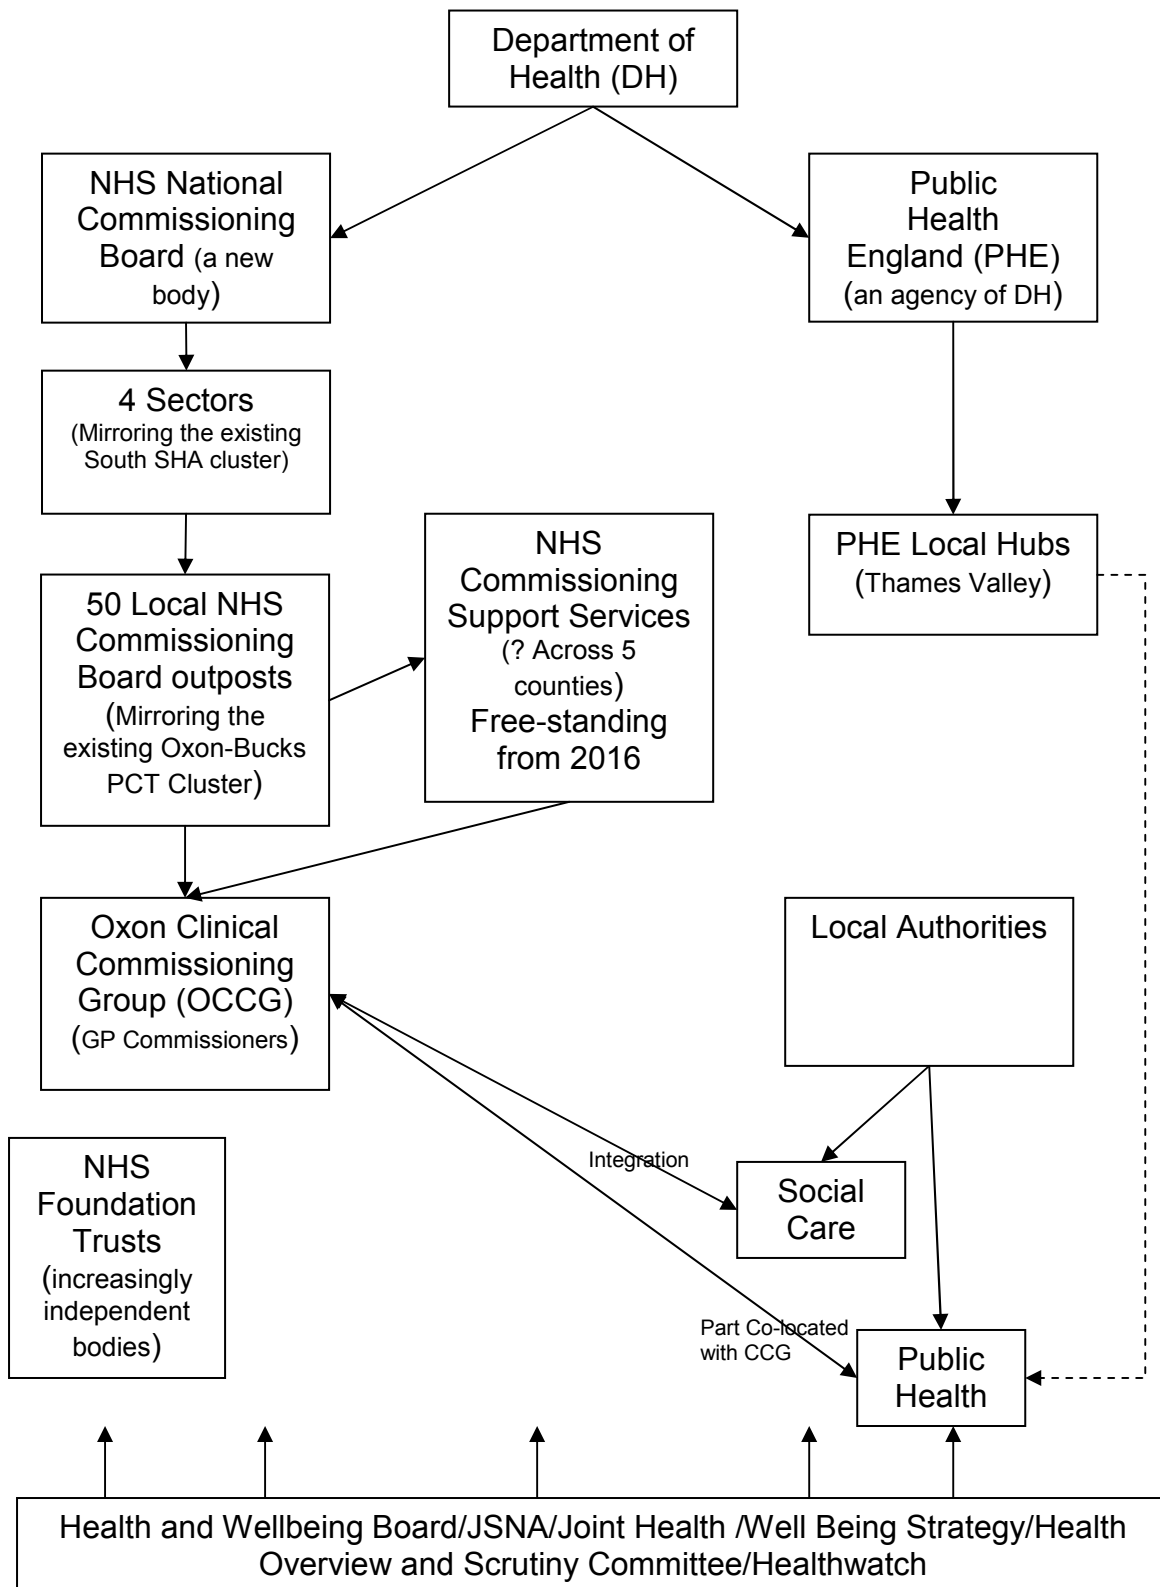 Department of
Health (DH)
NHS National
Commissioning
Board (a new
body)
Public
Health
England (PHE)
(an agency of DH)
4 Sectors
(Mirroring the existing
South SHA cluster)
50 Local NHS
Commissioning
Board outposts
(Mirroring the
existing Oxon-Bucks
PCT Cluster)
NHS
Commissioning
Support Services
(? Across 5
counties)
Free-standing
from 2016
PHE Local Hubs
(Thames Valley)
Oxon Clinical
Commissioning
Group (OCCG)
(GP Commissioners)
Local Authorities
NHS
Foundation
Trusts
(increasingly
independent
bodies)
Integration
Social
Care
Part Co-located
with CCG
Public
Health
Health and Wellbeing Board/JSNA/Joint Health /Well Being Strategy/Health
Overview and Scrutiny Committee/Healthwatch